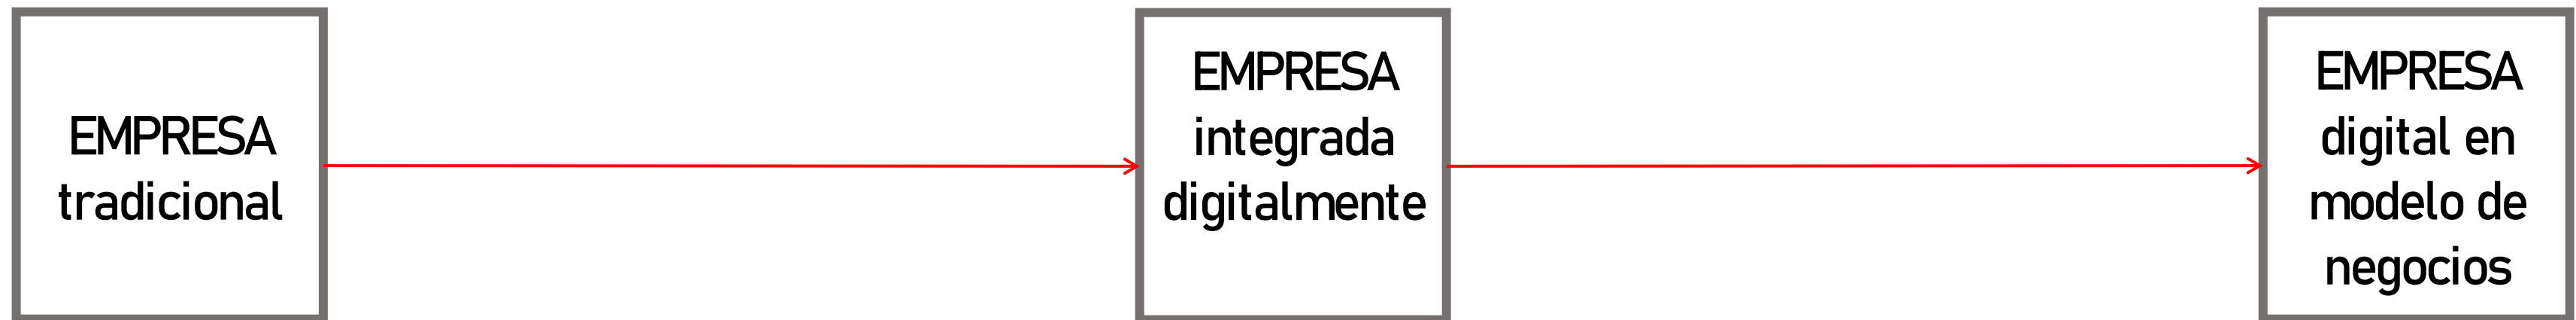 EMPRESA
tradicional
EMPRESA
integrada
digitalmente
EMPRESA
digital en
modelo de
negocios